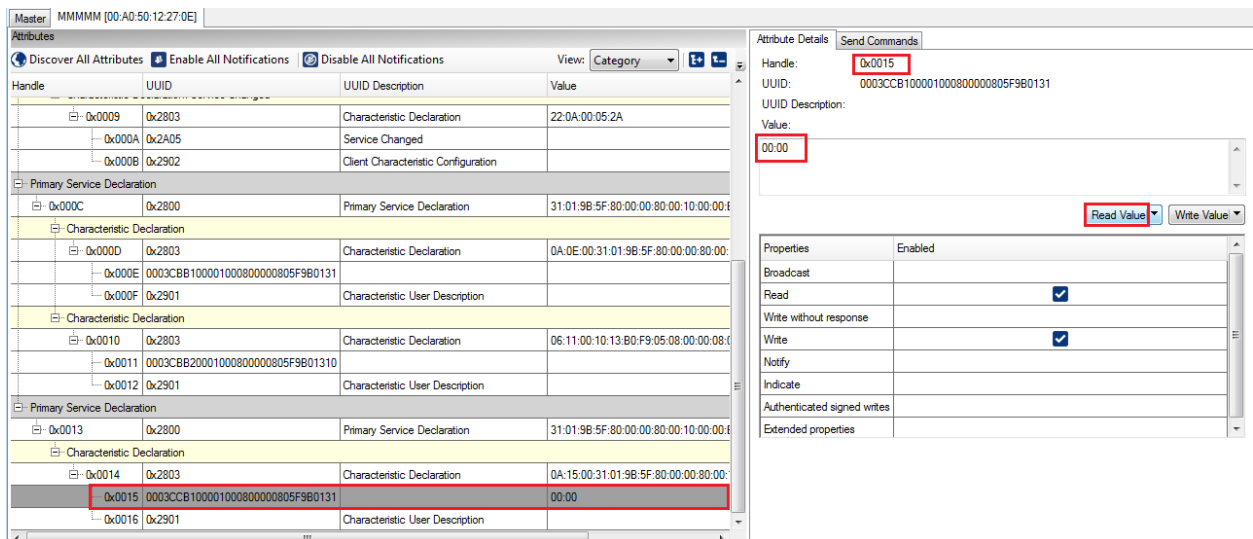 Master MMMMM [00:A0:50:12:27:0E]
Attributes
Discover All Attributes Enable All Notifications Disable All Notifications View: Category
Handle UUID UUID Description Value
0x0009 0x2803 Characteristic Declaration 22:0A:00:05:2A
0x000A 0x2A05 Service Changed
0x000B 0x2902 Client Characteristic Configuration
Primary Service Declaration
0x000C 0x2800 Primary Service Declaration 31:01:9B:5F:80:00:00:80:00:10:00:00:
Characteristic Declaration
0x000D 0x2803 Characteristic Declaration 0A:0E:00:31:01:9B:5F:80:00:00:80:00:
0x000E 0003CBB100001000800000805F9B0131
0x000F 0x2901 Characteristic User Description
Characteristic Declaration
0x0010 0x2803 Characteristic Declaration 06:11:00:10:13:B0:F9:05:08:00:00:08:
0x0011 0003CBB20001000800000805F9B01310
0x0012 0x2901 Characteristic User Description
Primary Service Declaration
0x0013 0x2800 Primary Service Declaration 31:01:9B:5F:80:00:00:80:00:10:00:00:
Characteristic Declaration
0x0014 0x2803 Characteristic Declaration 0A:15:00:31:01:9B:5F:80:00:00:80:00:
0x0015 0003CCB100001000800000805F9B0131 00:00
0x0016 0x2901 Characteristic User Description
Attribute Details Send Commands
Handle: 0x0015
UUID: 0003CCB100001000800000805F9B0131
UUID Description:
Value:
00:00
Read Value Write Value
Properties Enabled
Broadcast
Read
Write without response
Write
Notify
Indicate
Authenticated signed writes
Extended properties